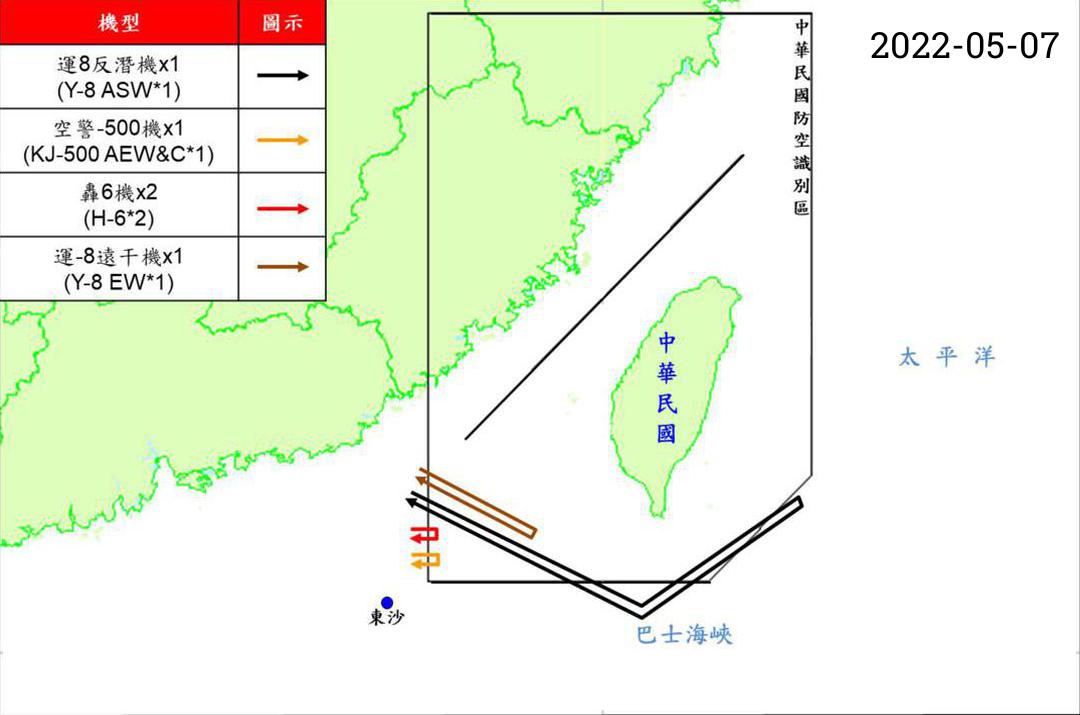 機型 圖示
運8反潛機x1
(Y-8 ASW*1)
空警-500機x1
(KJ-500 AEW&C*1)
轟6機x2
(H-6*2)
運-8遠干機x1
(Y-8 EW*1)
2022-05-07
中華民國防空識別區
中華民國
太平洋
東沙
巴士海峽